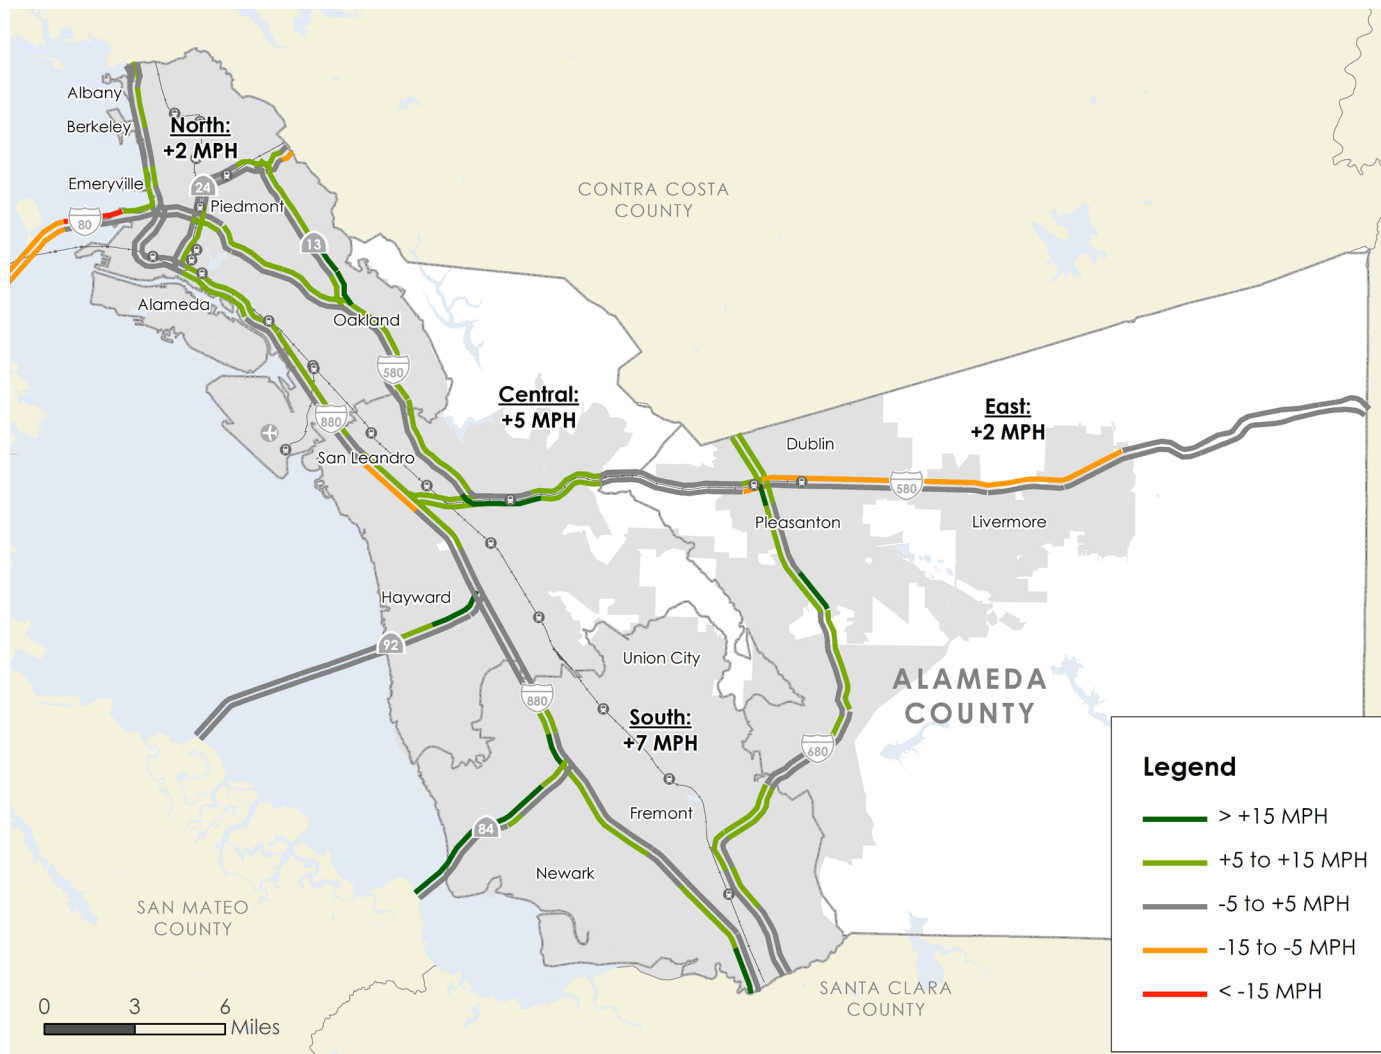 Albany
Berkeley
North:
+2 MPH
Emeryville
24
Piedmont
80
13
CONTRA COSTA
COUNTY
Alameda
Oakland
580
Central:
+5 MPH
880
East:
+2 MPH
Dublin
San Leandro
580
Pleasanton
Livermore
Hayward
92
Union City
ALAMEDA
COUNTY
880
South:
+7 MPH
680
Fremont
84
Newark
SAN MATEO
COUNTY
SANTA CLARA
COUNTY
Legend
> +15 MPH
+5 to +15 MPH
-5 to +5 MPH
-15 to -5 MPH
< -15 MPH
0 3 6
Miles